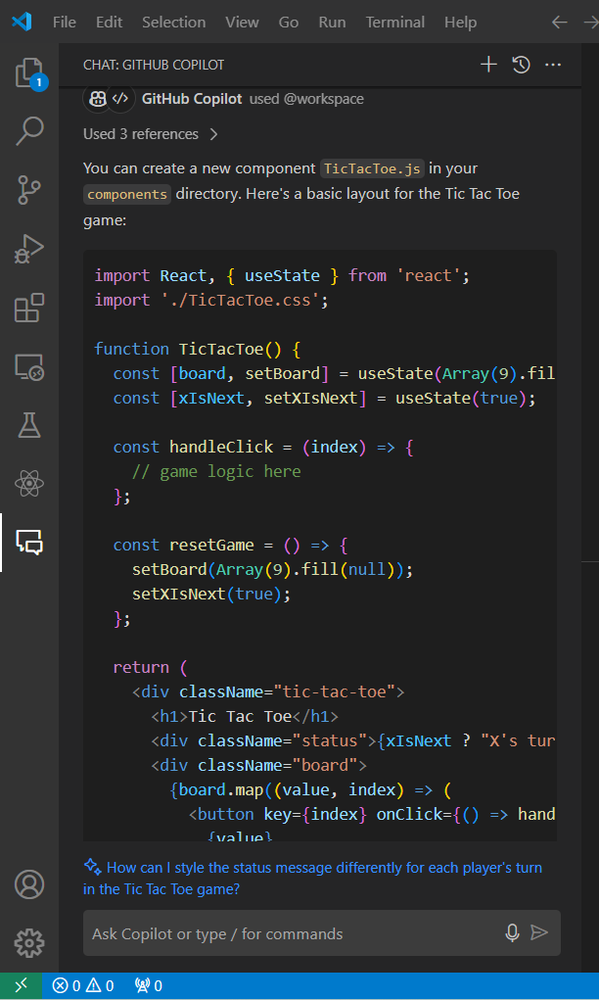 File Edit Selection View Go Run Terminal Help
CHAT: GITHUB COPILOT
1
GitHub Copilot used @workspace
Used 3 references
You can create a new component TicTacToe.js in your
components directory. Here's a basic layout for the Tic Tac Toe
game:
import React, { useState } from 'react';
import './TicTacToe.css';
function TicTacToe() {
const [board, setBoard] = useState(Array(9).fil
const [xIsNext, setXIsNext] = useState(true);
const handleClick = (index) => {
// game logic here
};
const resetGame = () => {
setBoard(Array(9).fill(null));
setXIsNext(true);
};
return (
<div className="tic-tac-toe">
<h1>Tic Tac Toe</h1>
<div className="status">{xIsNext ? "X's tur
<div className="board">
{board.map((value, index) => (
<button key={index} onClick={() => hand
{value}
How can I style the status message differently for each player's turn
in the Tic Tac Toe game?
Ask Copilot or type / for commands
0 0 0